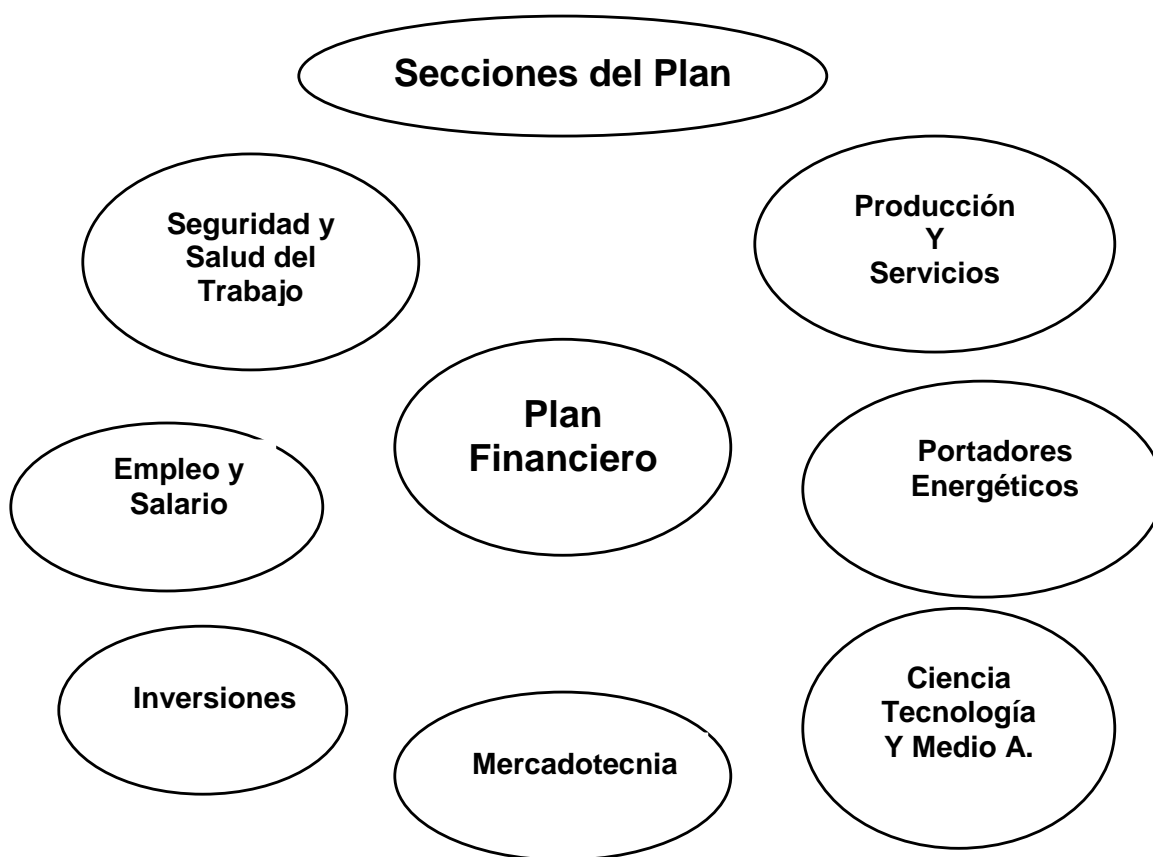 Secciones del Plan
Seguridad y
Salud del
Trabajo
Producción
Y
Servicios
Plan
Financiero
Empleo y
Salario
Portadores
Energéticos
Inversiones
Mercadotecnia
Ciencia
Tecnología
Y Medio A.